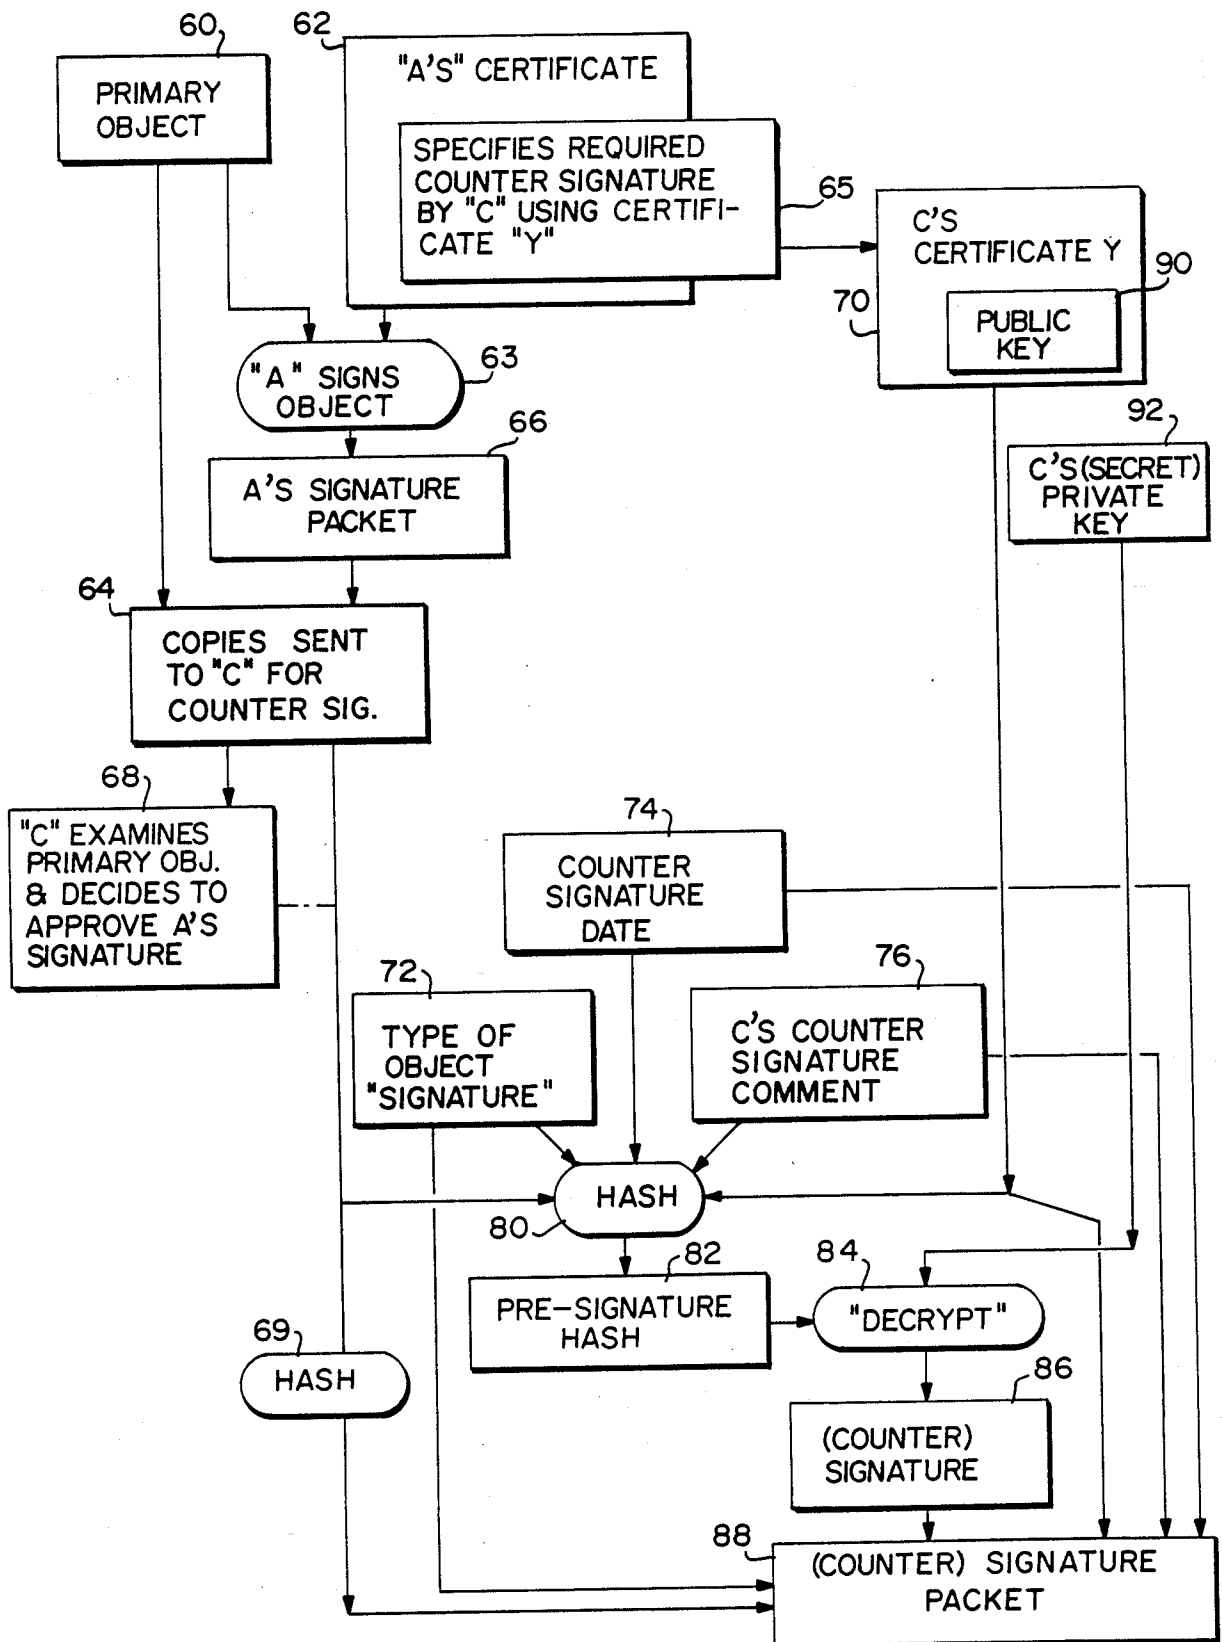 60
PRIMARY
OBJECT
62
"A'S" CERTIFICATE
SPECIFIES REQUIRED
COUNTER SIGNATURE
BY "C" USING CERTIFI-
CATE "Y"
65
C'S
CERTIFICATE Y
90
70
PUBLIC
KEY
"A" SIGNS
OBJECT
63
66
A'S SIGNATURE
PACKET
92
C'S (SECRET)
PRIVATE
KEY
64
COPIES SENT
TO "C" FOR
COUNTER SIG.
68
"C" EXAMINES
PRIMARY OBJ.
& DECIDES TO
APPROVE A'S
SIGNATURE
74
COUNTER
SIGNATURE
DATE
72
TYPE OF
OBJECT
"SIGNATURE"
76
C'S COUNTER
SIGNATURE
COMMENT
HASH
80
82
PRE-SIGNATURE
HASH
84
"DECRYPT"
69
HASH
86
(COUNTER)
SIGNATURE
88
(COUNTER) SIGNATURE
PACKET